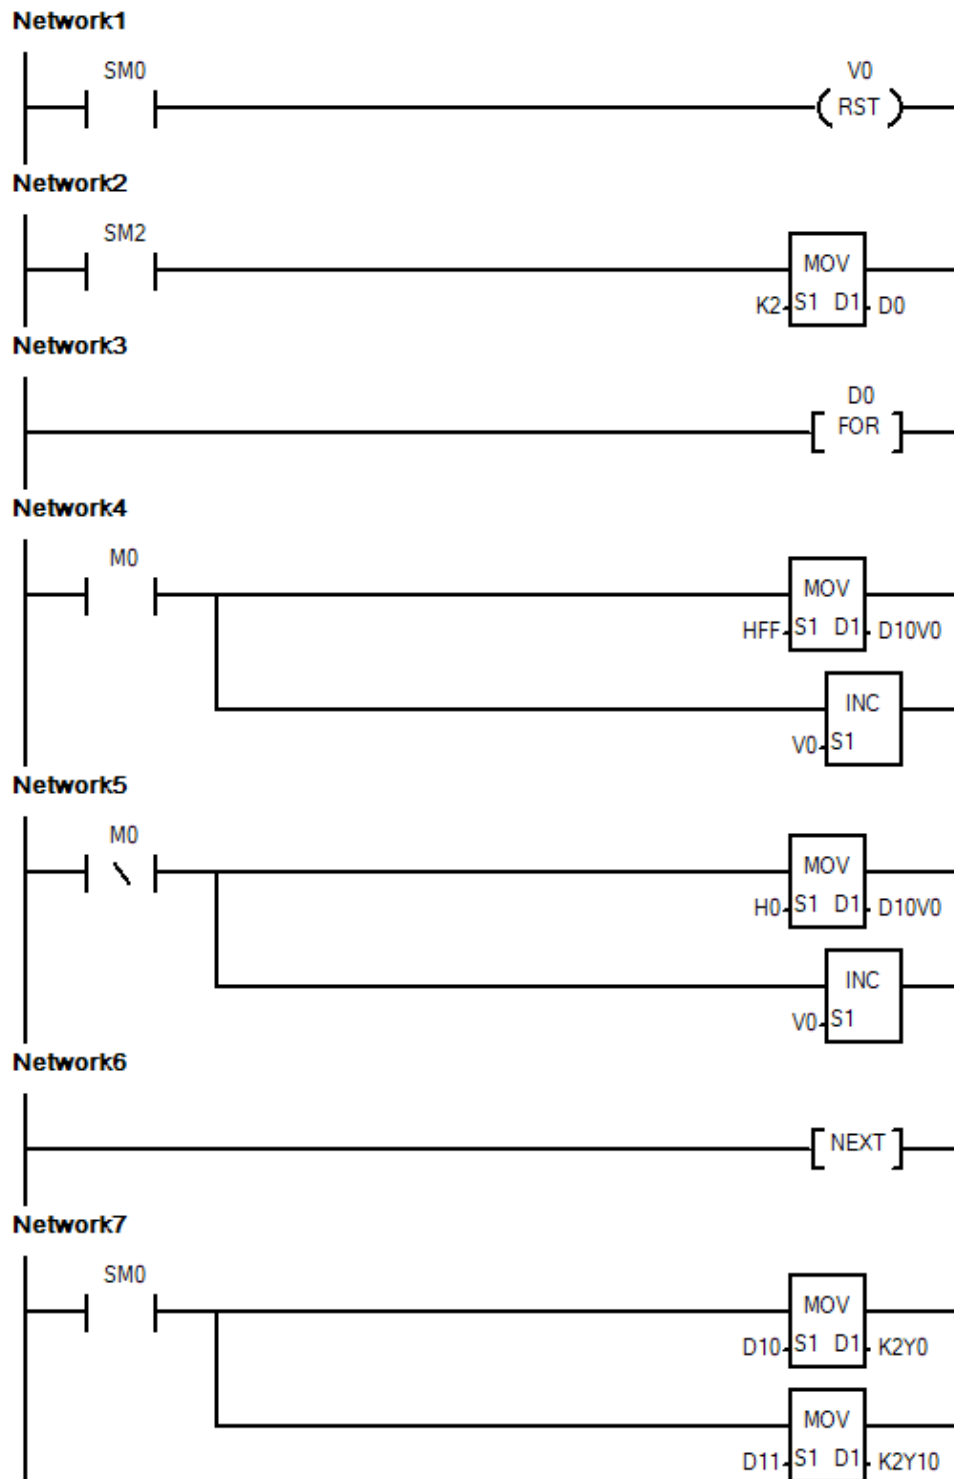 Network1
SM0 V0
RST
Network2
SM2
MOV
K2 S1 D1 D0
Network3
D0
FOR
Network4
M0
MOV
HFF S1 D1 D10V0
INC
V0 S1
Network5
M0
MOV
H0 S1 D1 D10V0
INC
V0 S1
Network6
NEXT
Network7
SM0
MOV
D10 S1 D1 K2Y0
MOV
D11 S1 D1 K2Y10